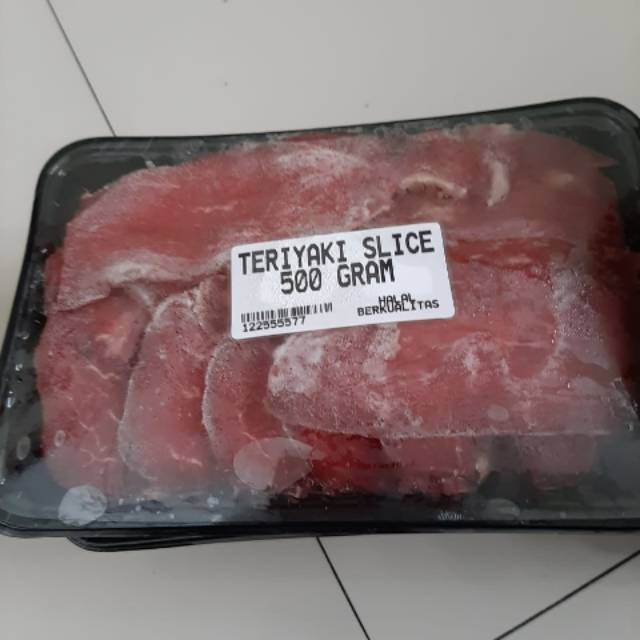 TERIYAKI SLICE
500 GRAM
HALAL
BERKUALITAS
122555577